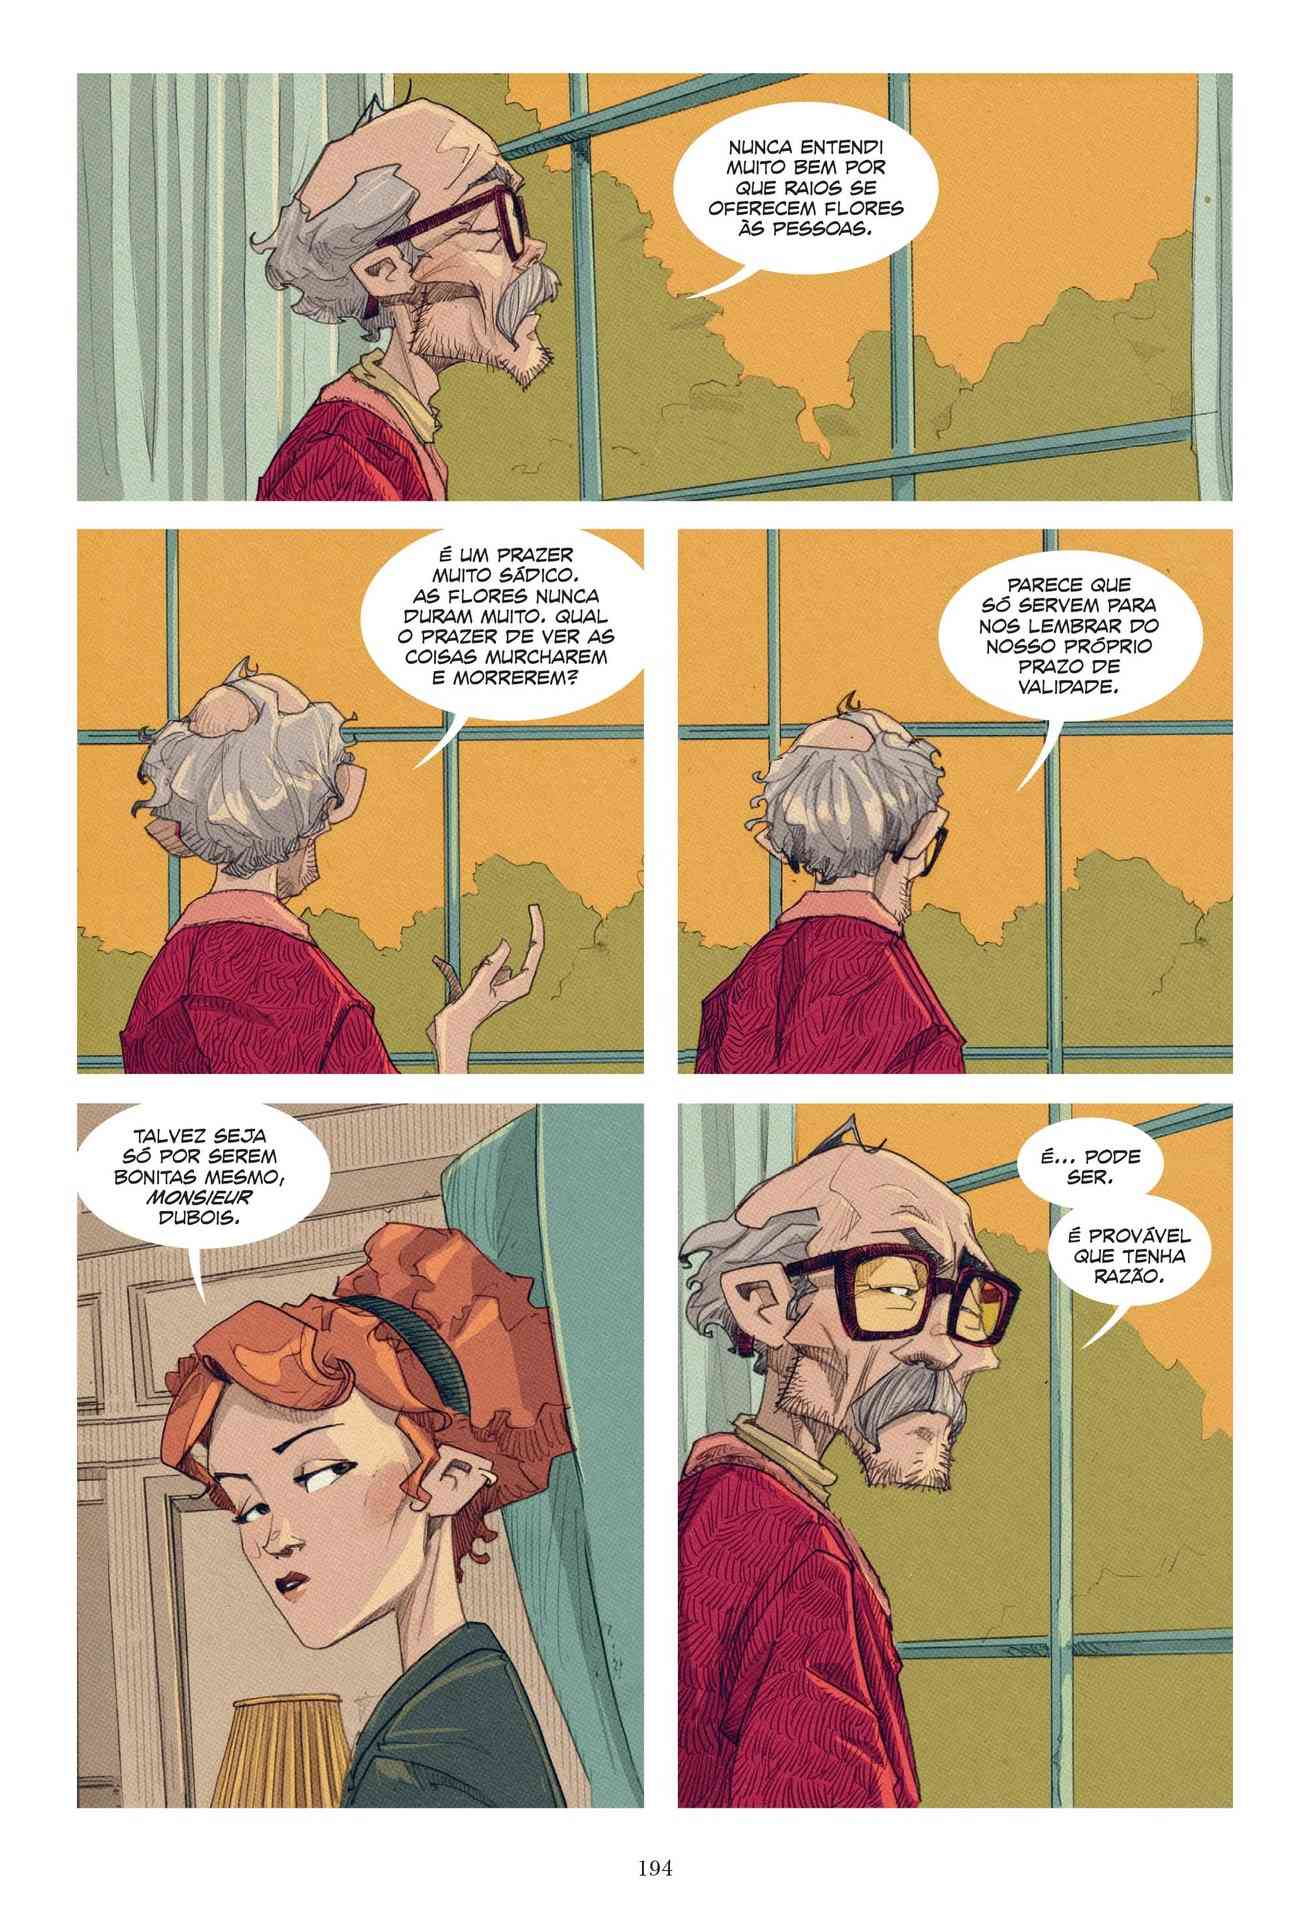 NUNCA ENTENDI
MUITO BEM POR
QUE RAIOS SE
OFERECEM FLORES
ÀS PESSOAS.
É UM PRAZER
MUITO SÁDICO.
AS FLORES NUNCA
DURAM MUITO. QUAL
O PRAZER DE VER AS
COISAS MURCHAREM
E MORREREM?
PARECE QUE
SÓ SERVEM PARA
NOS LEMBRAR DO
NOSSO PRÓPRIO
PRAZO DE
VALIDADE.
TALVEZ SEJA
SÓ POR SEREM
BONITAS MESMO,
MONSIEUR
DUBOIS.
É... PODE
SER.
É PROVÁVEL
QUE TENHA
RAZÃO.
194